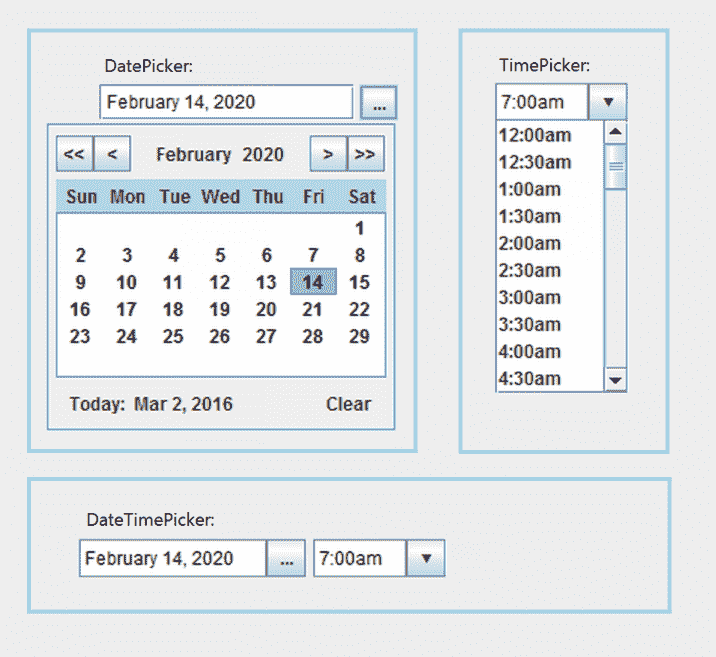 DatePicker:
February 14, 2020 ...
<< < February 2020 > >>
Sun Mon Tue Wed Thu Fri Sat
1
2 3 4 5 6 7 8
9 10 11 12 13 14 15
16 17 18 19 20 21 22
23 24 25 26 27 28 29
Today: Mar 2, 2016 Clear
TimePicker:
7:00am
12:00am
12:30am
1:00am
1:30am
2:00am
2:30am
3:00am
3:30am
4:00am
4:30am
DateTimePicker:
February 14, 2020 ... 7:00am